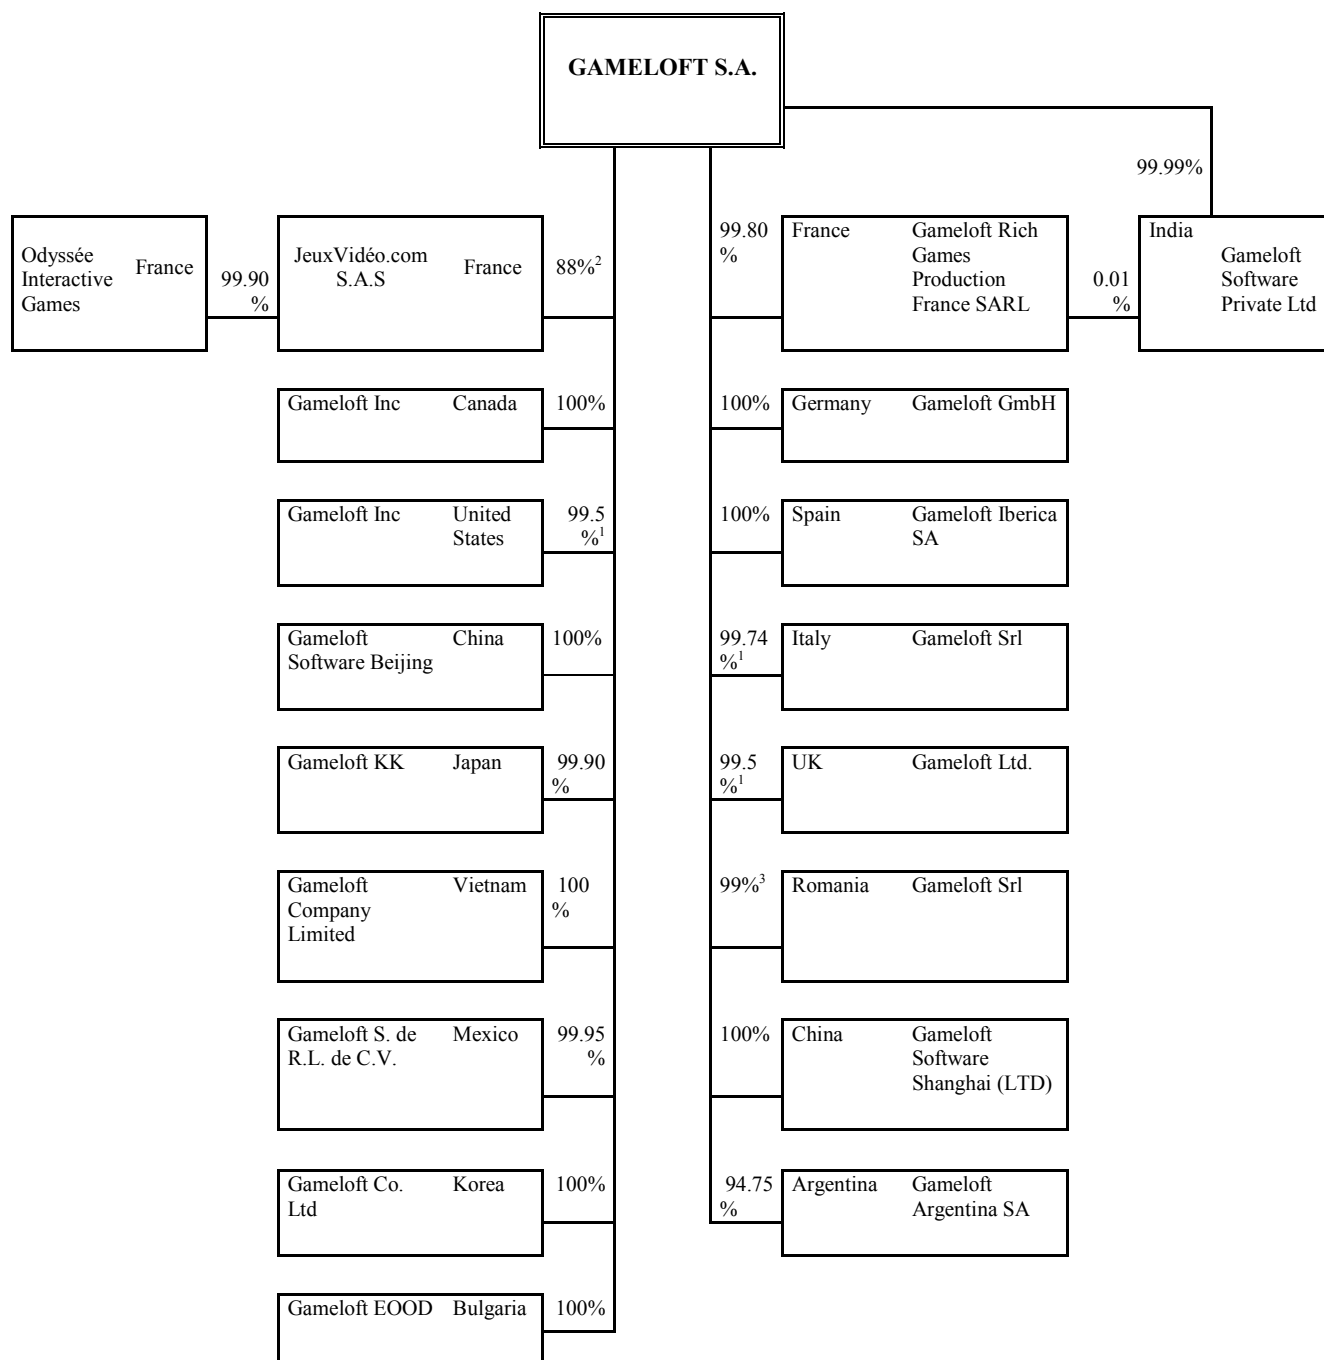 GAMELOFT S.A.
99.99%
Odyssée
Interactive
Games
France
99.90
%
JeuxVidéo.com
S.A.S
France
88%2
99.80
%
France
Gameloft Rich
Games
Production
France SARL
0.01
%
India
Gameloft
Software
Private Ltd
Gameloft Inc
Canada
100%
100%
Germany
Gameloft GmbH
Gameloft Inc
United
States
99.5
%1
100%
Spain
Gameloft Iberica
SA
Gameloft
Software Beijing
China
100%
99.74
%1
Italy
Gameloft Srl
Gameloft KK
Japan
99.90
%
99.5
%1
UK
Gameloft Ltd.
Gameloft
Company
Limited
Vietnam
100
%
99%3
Romania
Gameloft Srl
Gameloft S. de
R.L. de C.V.
Mexico
99.95
%
100%
China
Gameloft
Software
Shanghai (LTD)
Gameloft Co.
Ltd
Korea
100%
94.75
%
Argentina
Gameloft
Argentina SA
Gameloft EOOD
Bulgaria
100%